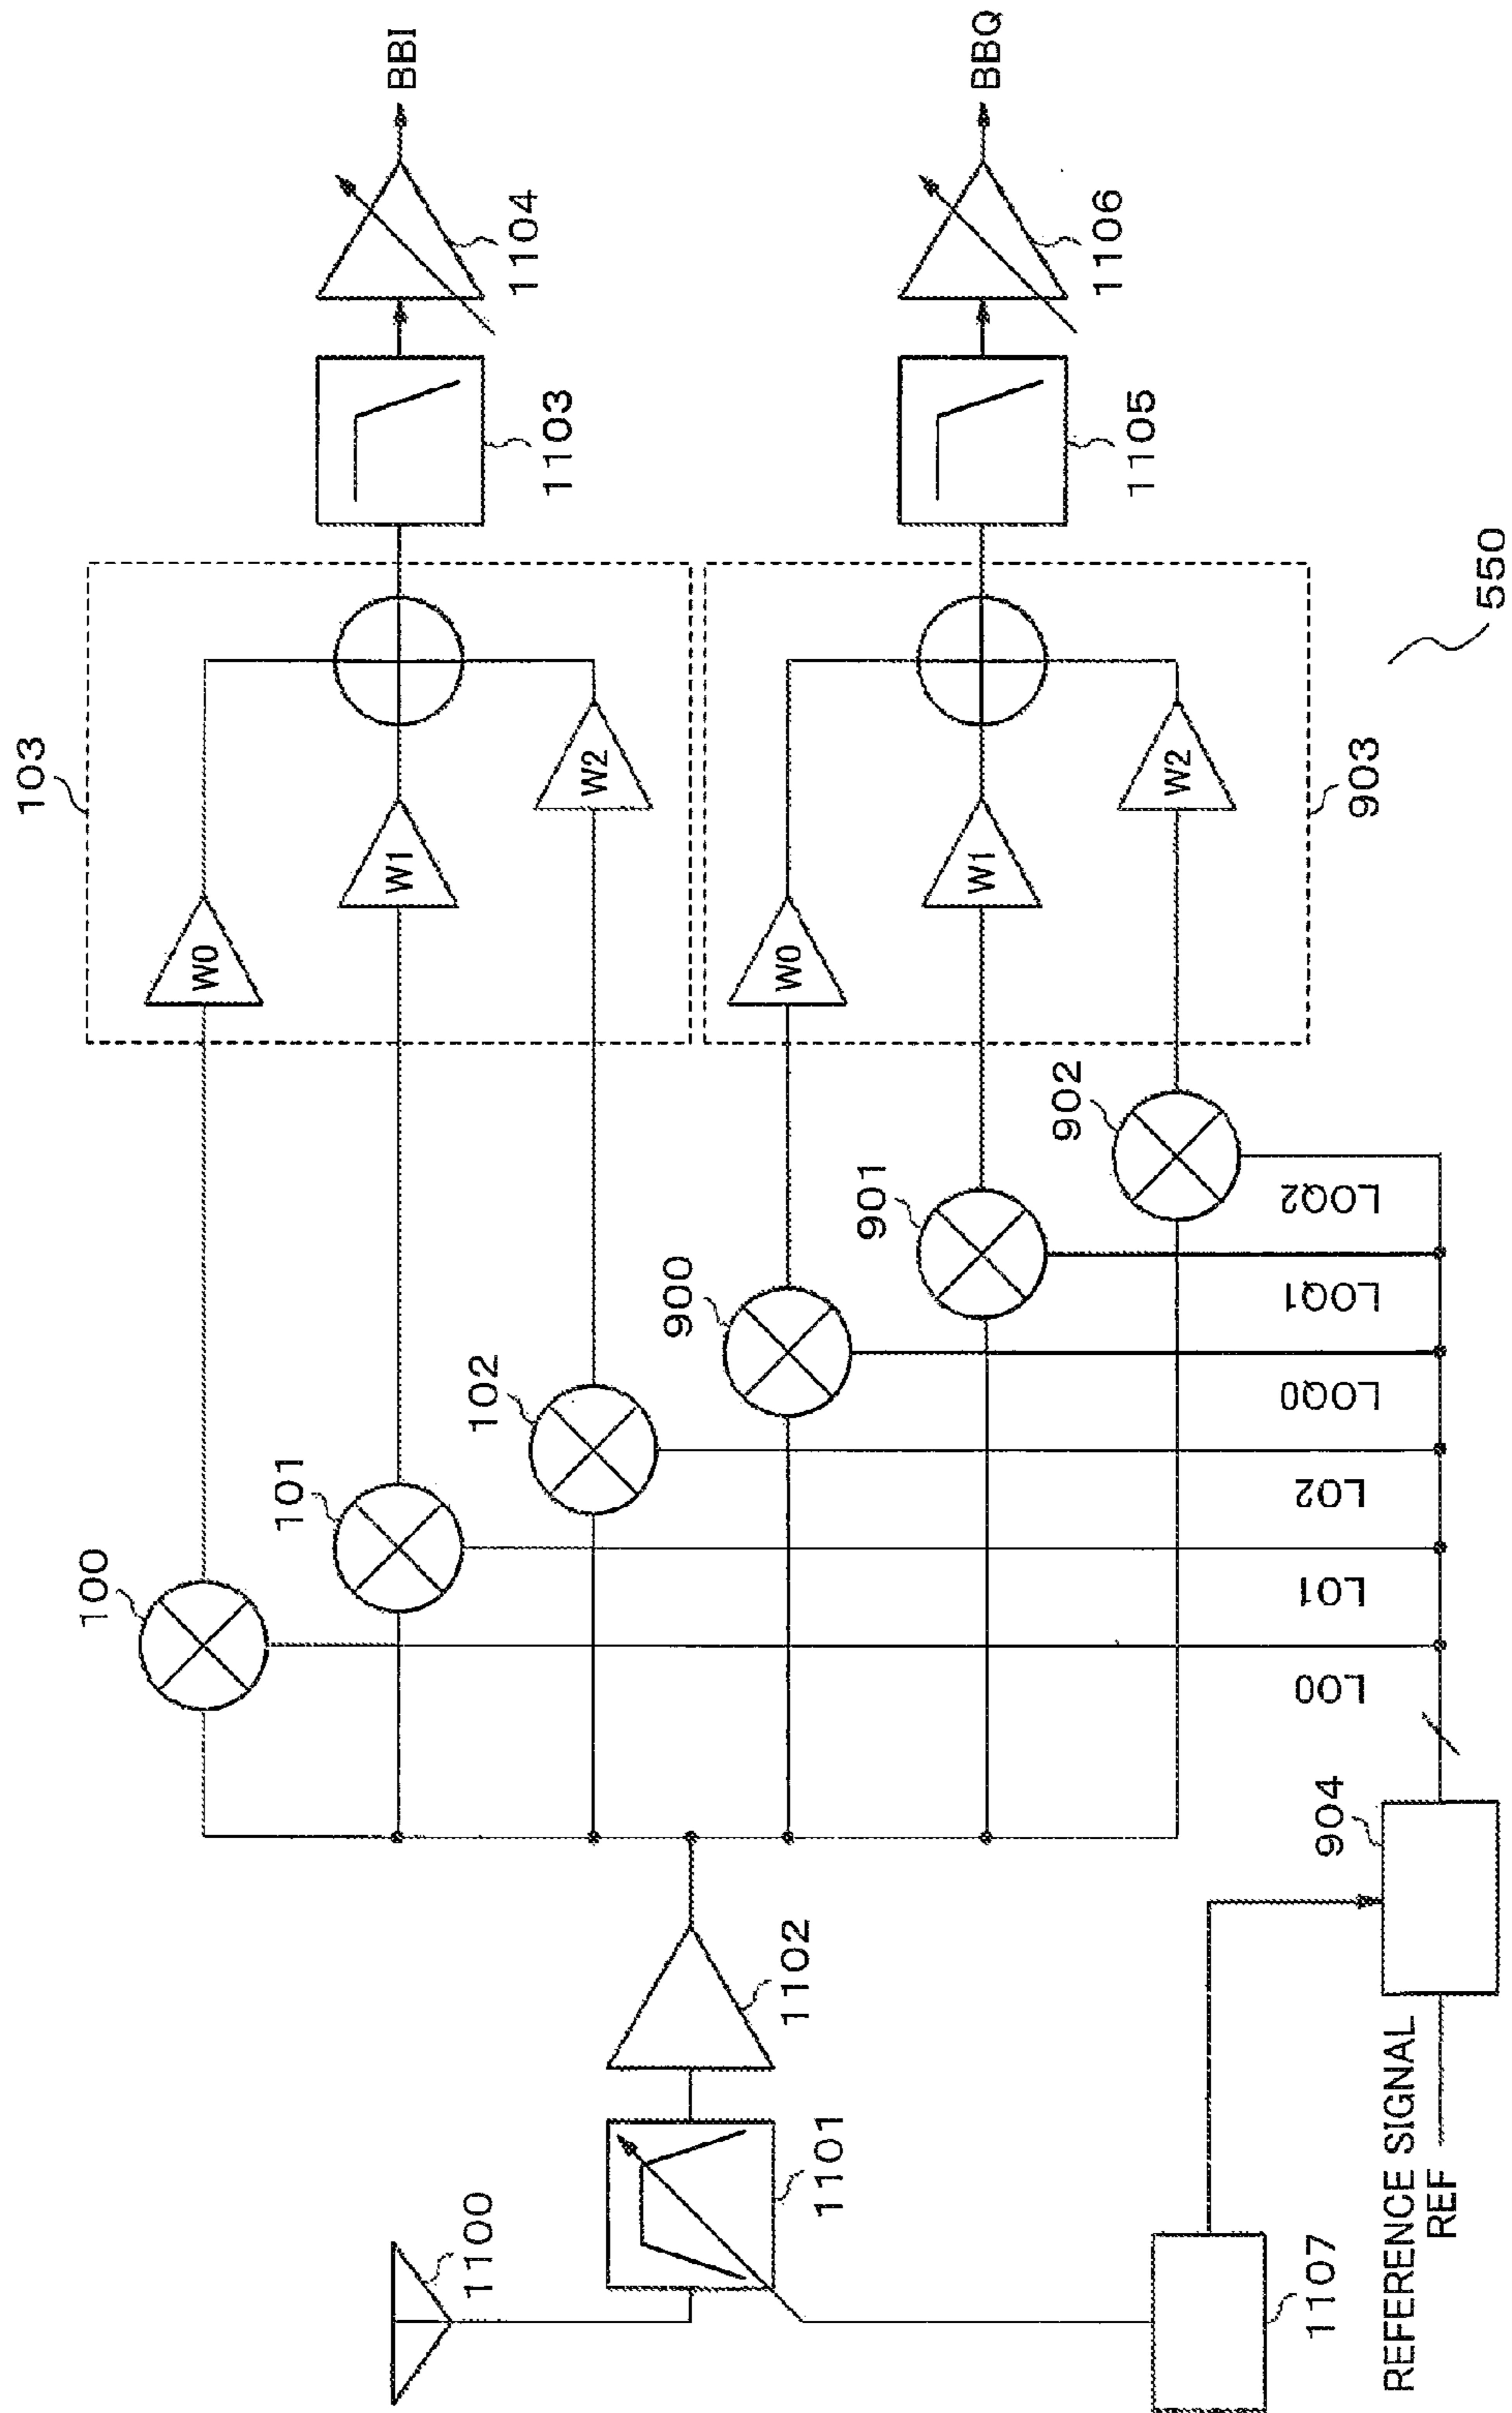 BBI
1104
1103
103
W0
W1
W2
100
101
102
BBQ
1106
1105
550
W0
W1
W2
903
900
901
902
LO0
LO1
LO2
LOQ0
LOQ1
LOQ2
1100
1101
1102
1107
904
REFERENCE SIGNAL
REF